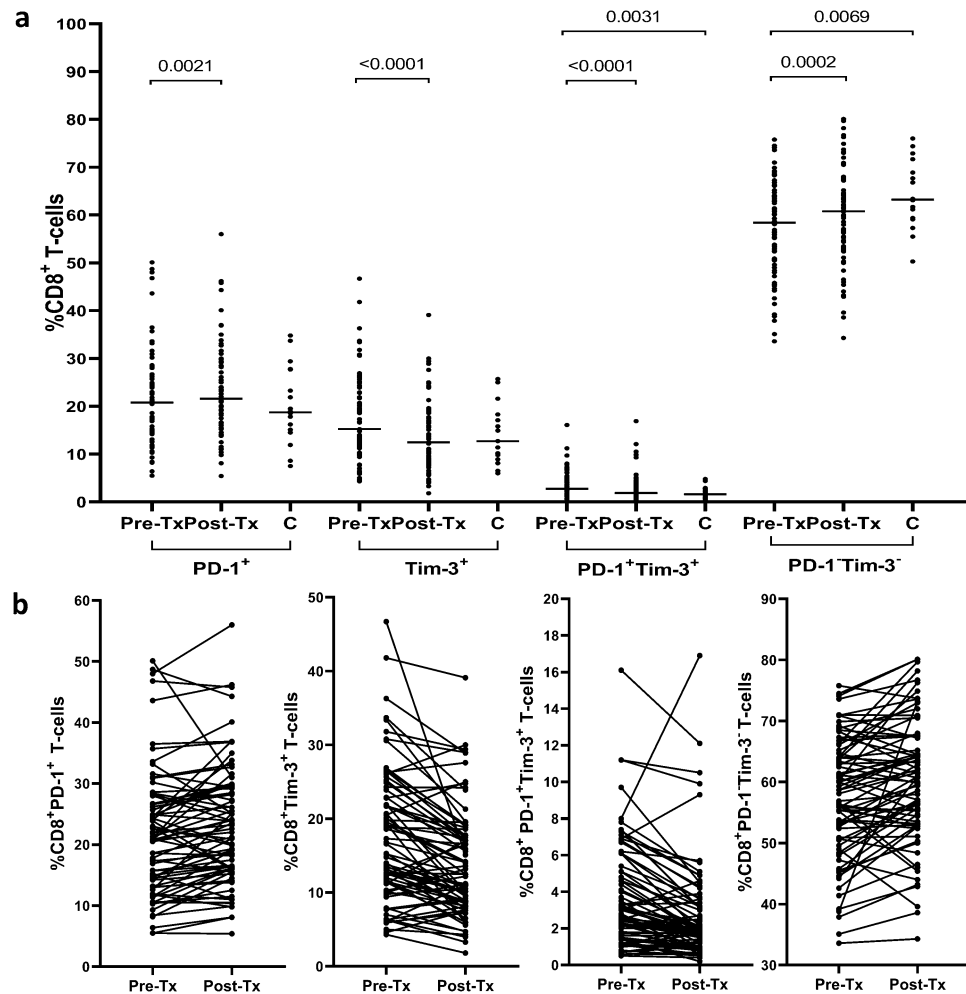 a
0.0031
0.0069
0.0021
<0.0001
<0.0001
0.0002
%CD8⁺ T-cells
100
90
80
70
60
50
40
30
20
10
0
Pre-Tx Post-Tx C
Pre-Tx Post-Tx C
Pre-Tx Post-Tx C
Pre-Tx Post-Tx C
PD-1⁺
Tim-3⁺
PD-1⁺Tim-3⁺
PD-1⁻Tim-3⁻
b
%CD8⁺PD-1⁺ T-cells
60
50
40
30
20
10
0
Pre-Tx Post-Tx
%CD8⁺Tim-3⁺ T-cells
50
40
30
20
10
0
Pre-Tx Post-Tx
%CD8⁺ PD-1⁺Tim-3⁺ T-cells
20
18
16
14
12
10
8
6
4
2
0
Pre-Tx Post-Tx
%CD8⁺PD-1⁻Tim-3⁻ T-cells
90
80
70
60
50
40
30
Pre-Tx Post-Tx